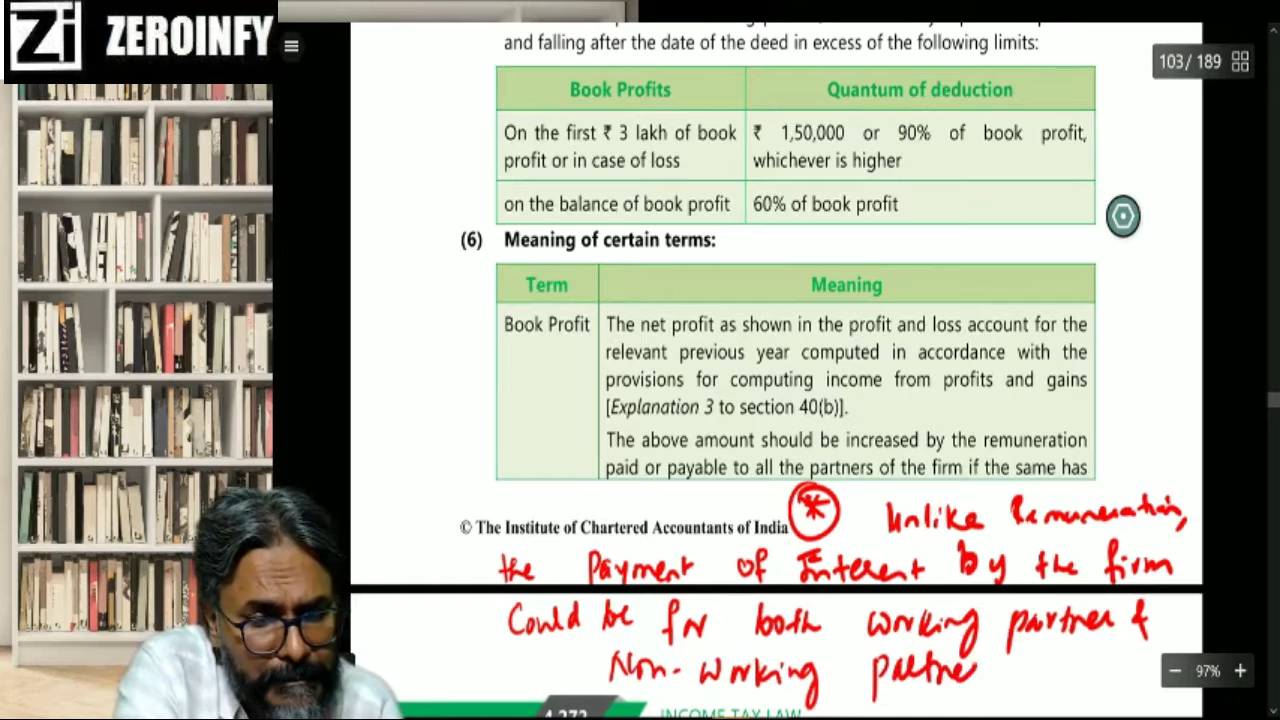 Zi ZEROINFY
and falling after the date of the deed in excess of the following limits:
103 / 189
Book Profits Quantum of deduction
On the first ₹ 3 lakh of book profit or in case of loss
₹ 1,50,000 or 90% of book profit, whichever is higher
on the balance of book profit 60% of book profit
(6) Meaning of certain terms:
Term Meaning
Book Profit The net profit as shown in the profit and loss account for the
relevant previous year computed in accordance with the
provisions for computing income from profits and gains
[Explanation 3 to section 40(b)].
The above amount should be increased by the remuneration
paid or payable to all the partners of the firm if the same has
© The Institute of Chartered Accountants of India
* Unlike Remuneration,
the Payment of Interent by the firm
Could be for both working partner &
Non-working partne
97%
4.272 INCOME TAX LAW